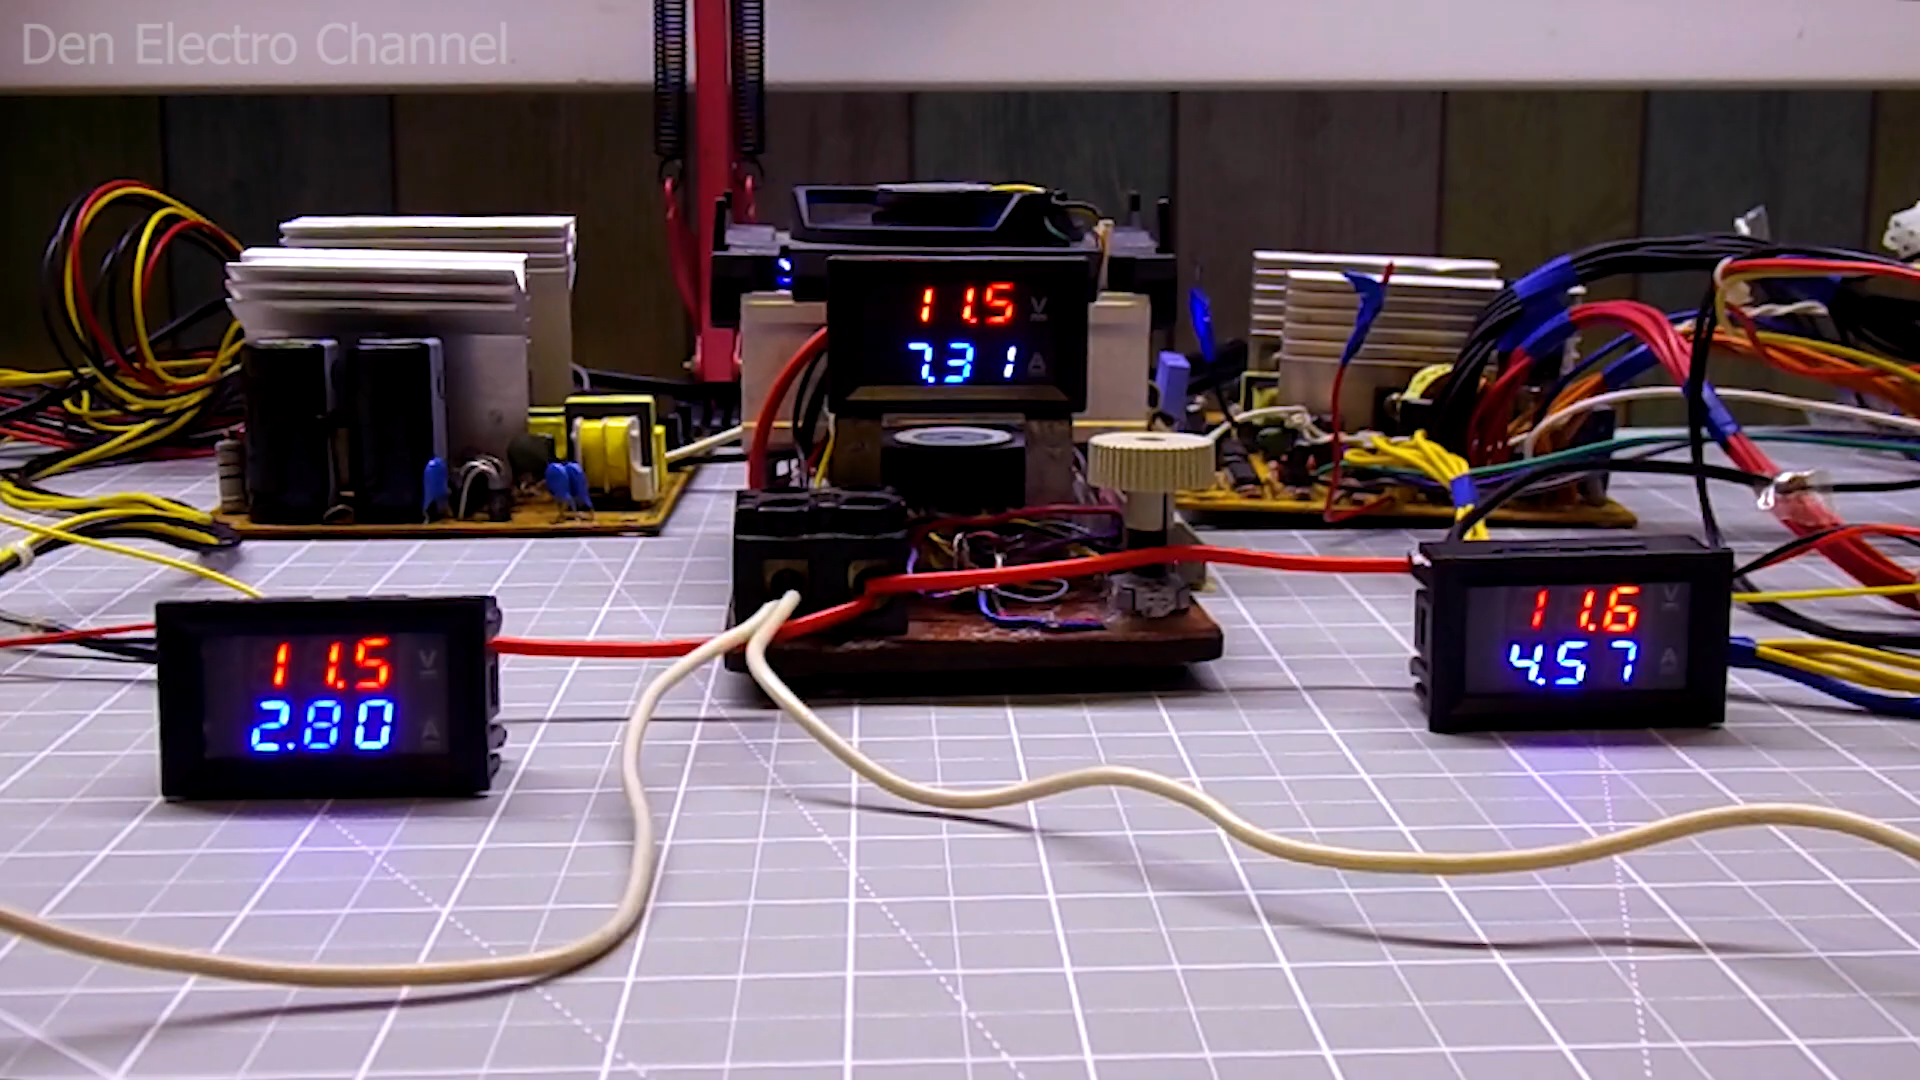 Den Electro Channel
11.5 V
7.31 A
11.5 V
2.80 A
11.6 V
4.57 A